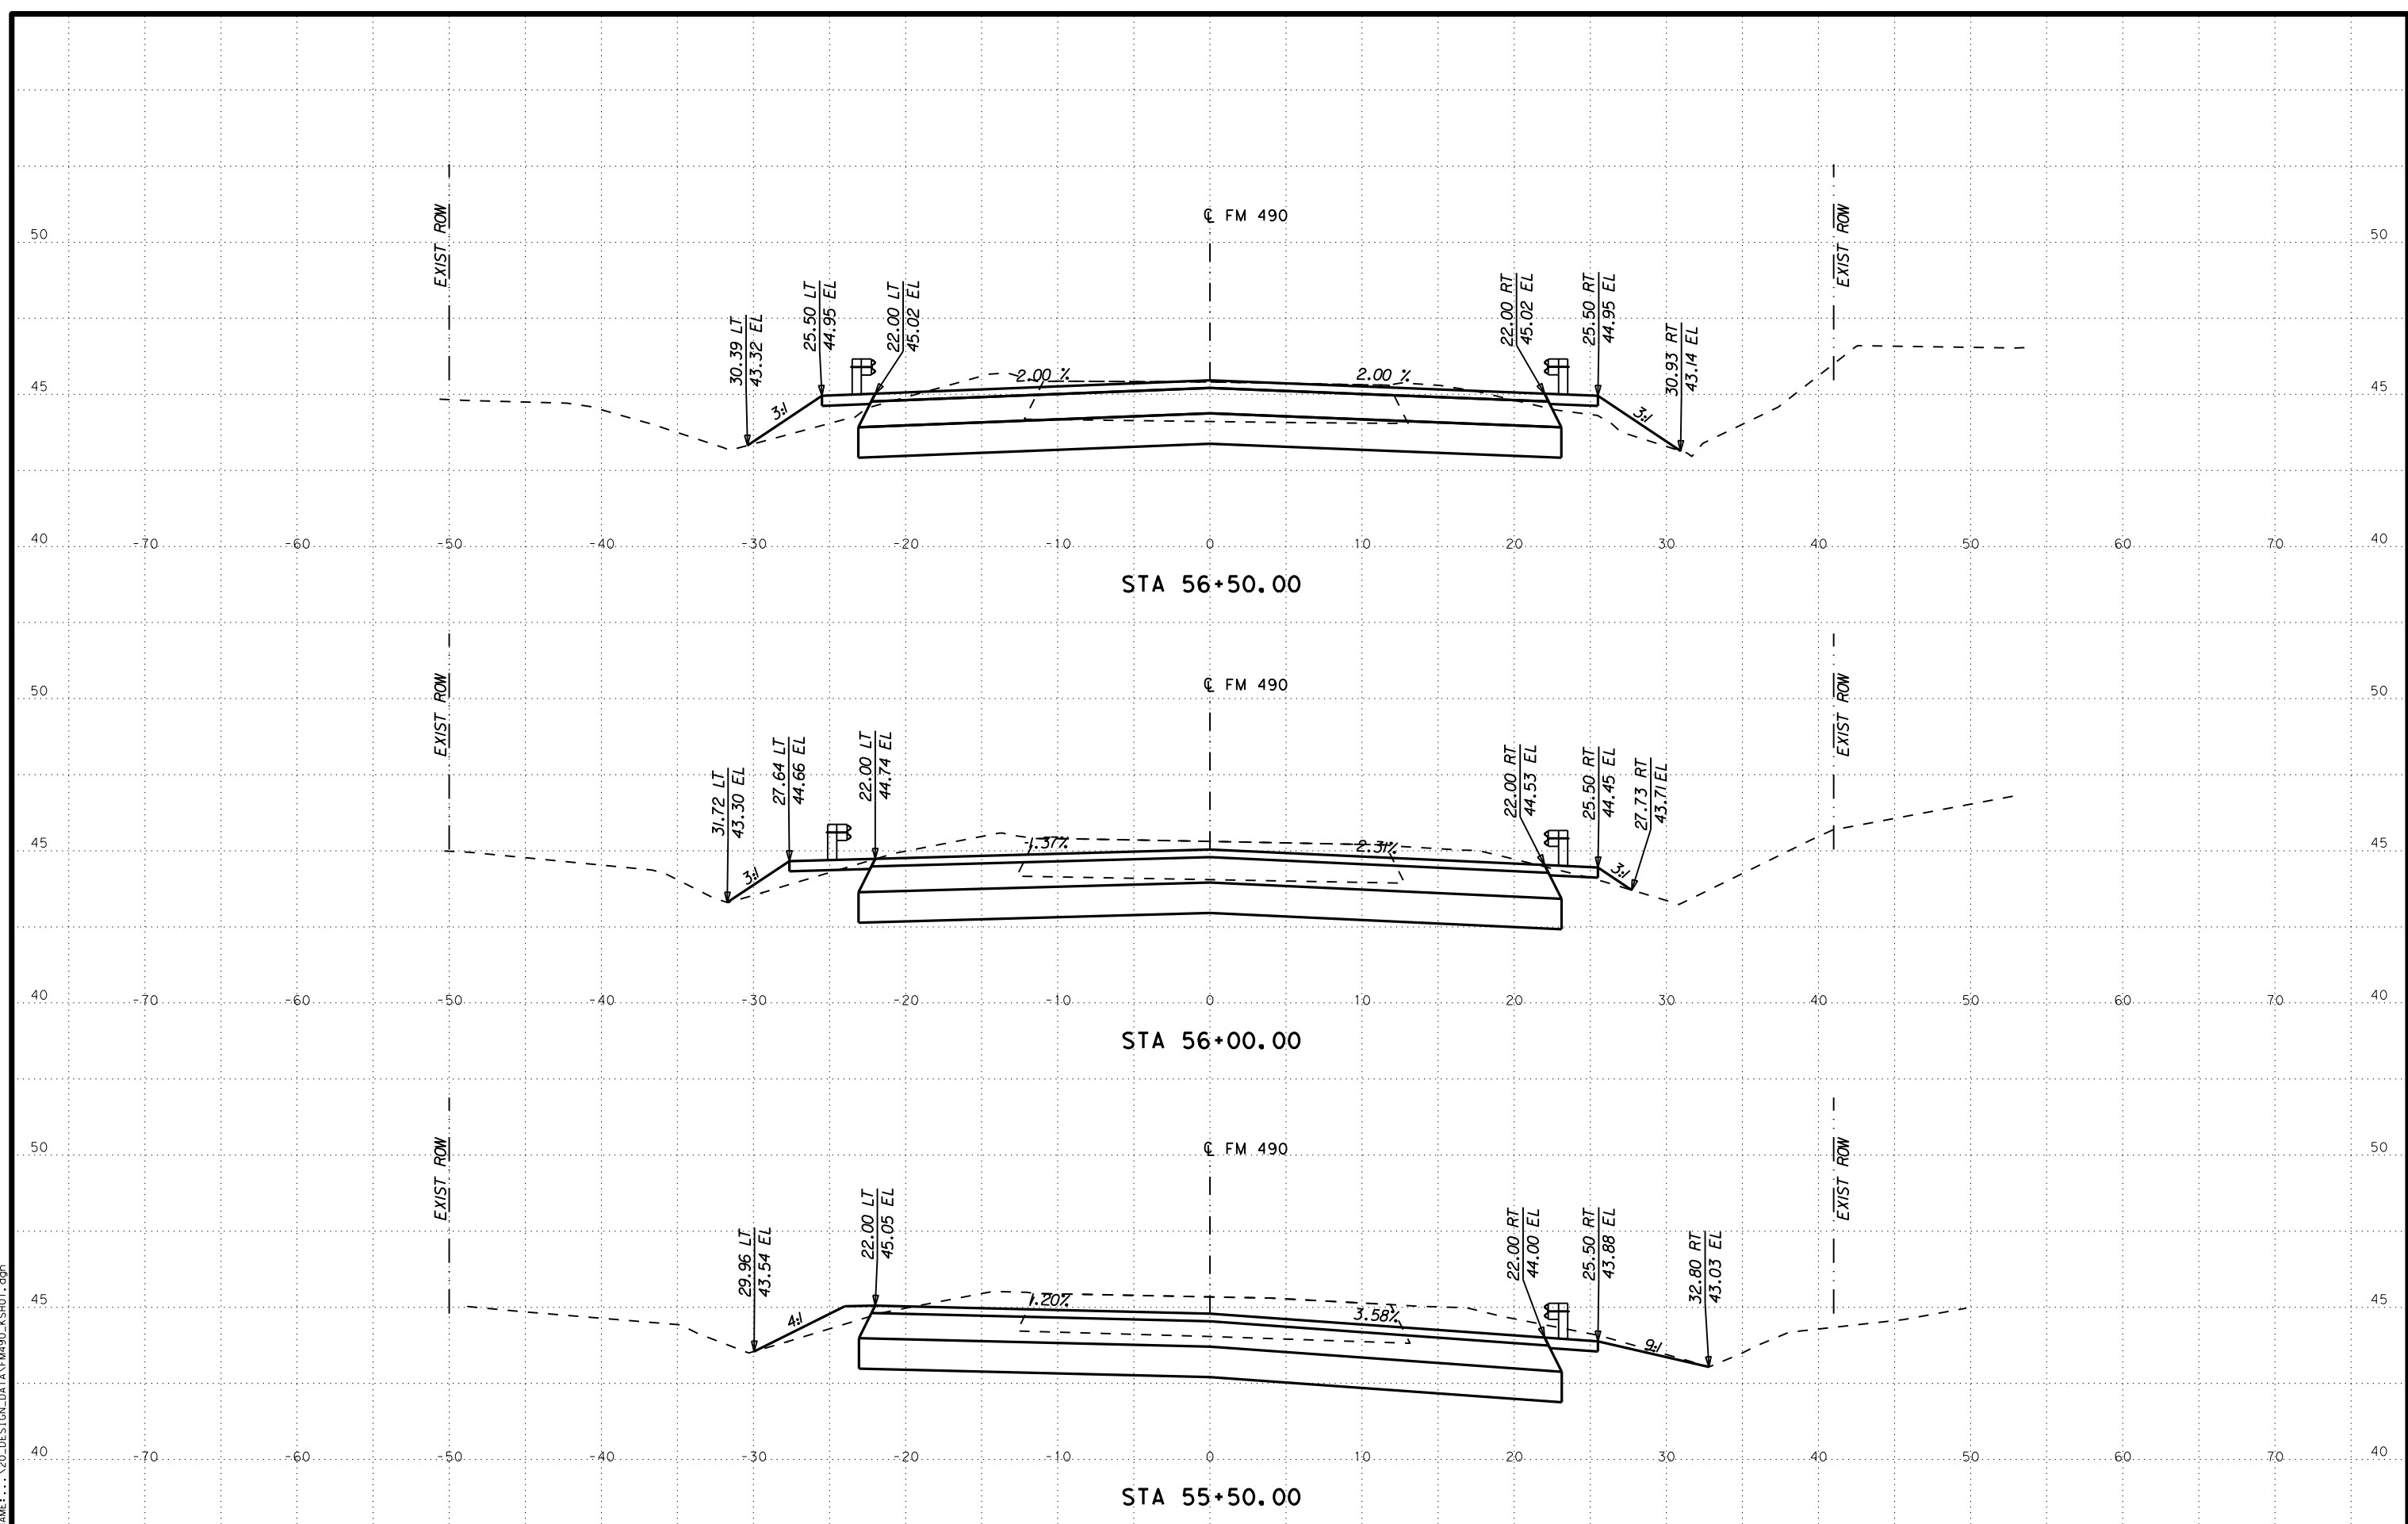 ℄ FM 490
EXIST ROW
EXIST ROW
50
50
30.39 LT
43.32 EL
25.50 LT
44.95 EL
22.00 LT
45.02 EL
22.00 RT
45.02 EL
25.50 RT
44.95 EL
30.93 RT
43.14 EL
45
45
3:1
2.00 %
2.00 %
3:1
40
-70
-60
-50
-40
-30
-20
-10
0
10
20
30
40
50
60
70
40
STA 56+50.00
℄ FM 490
EXIST ROW
EXIST ROW
50
50
31.72 LT
43.30 EL
27.64 LT
44.66 EL
22.00 LT
44.74 EL
22.00 RT
44.53 EL
25.50 RT
44.45 EL
27.73 RT
43.71 EL
45
45
3:1
-1.37%
2.31%
3:1
40
-70
-60
-50
-40
-30
-20
-10
0
10
20
30
40
50
60
70
40
STA 56+00.00
℄ FM 490
EXIST ROW
EXIST ROW
50
50
29.96 LT
43.54 EL
22.00 LT
45.05 EL
22.00 RT
44.00 EL
25.50 RT
43.88 EL
32.80 RT
43.03 EL
45
45
4:1
1.20%
3.58%
9:1
40
-70
-60
-50
-40
-30
-20
-10
0
10
20
30
40
50
60
70
40
STA 55+50.00